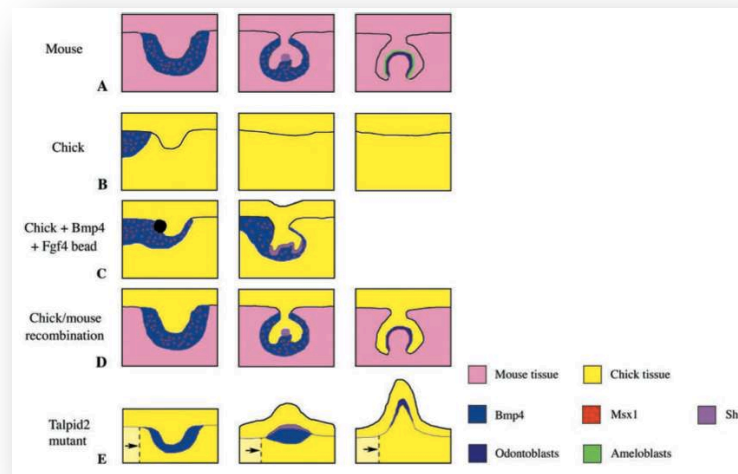 Mouse
A
Chick
B
Chick + Bmp4
+ Fgf4 bead
C
Chick/mouse
recombination
D
Talpid2
mutant
E
Mouse tissue
Chick tissue
Bmp4
Msx1
Sh
Odontoblasts
Ameloblasts